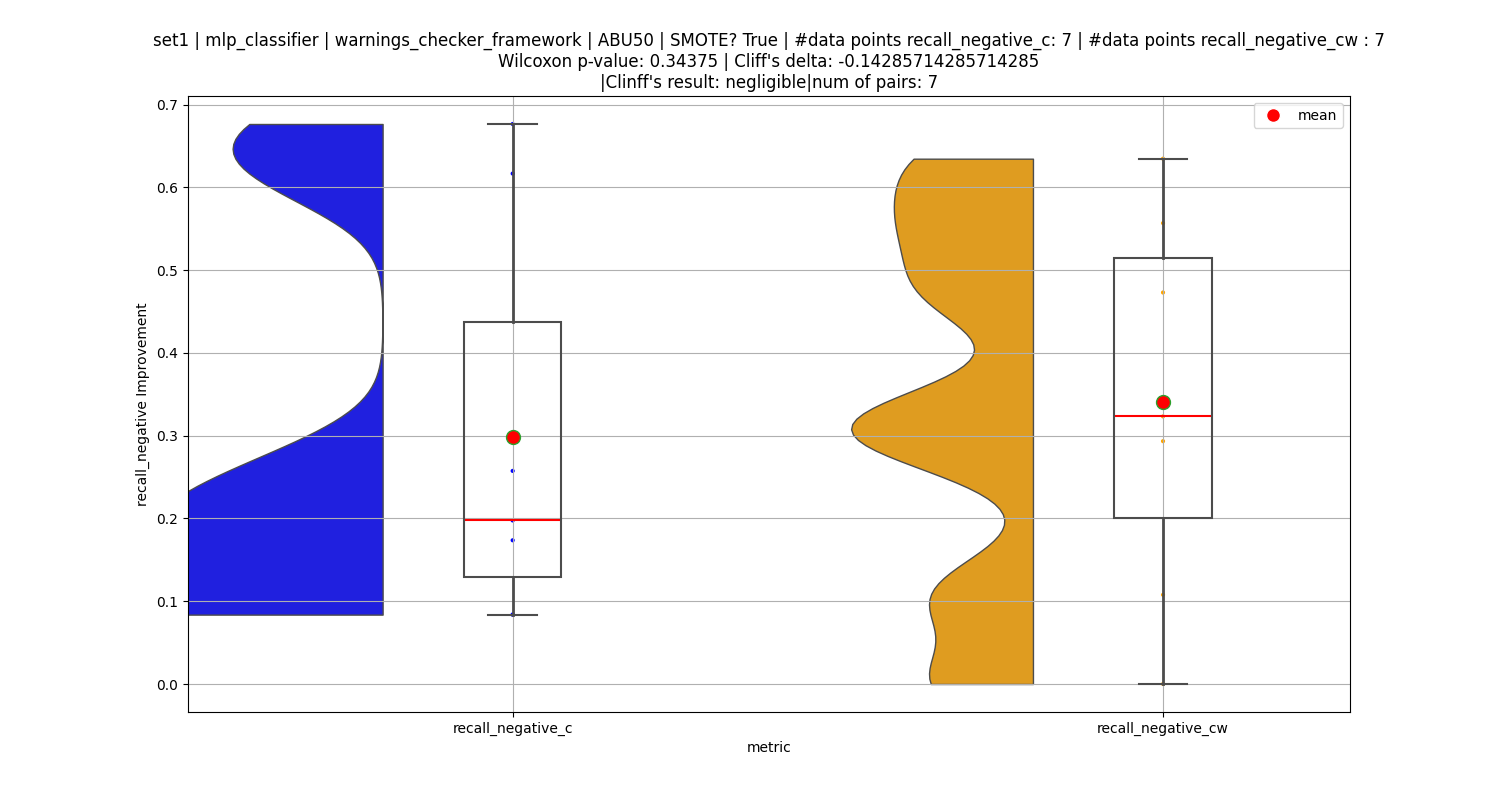 set1 | mlp_classifier | warnings_checker_framework | ABU50 | SMOTE? True | #data points recall_negative_c: 7 | #data points recall_negative_cw : 7
Wilcoxon p-value: 0.34375 | Cliff's delta: -0.14285714285714285
|Clinff's result: negligible|num of pairs: 7
mean
0.7
0.6
0.5
0.4
0.3
0.2
0.1
0.0
recall_negative Improvement
recall_negative_c
recall_negative_cw
metric